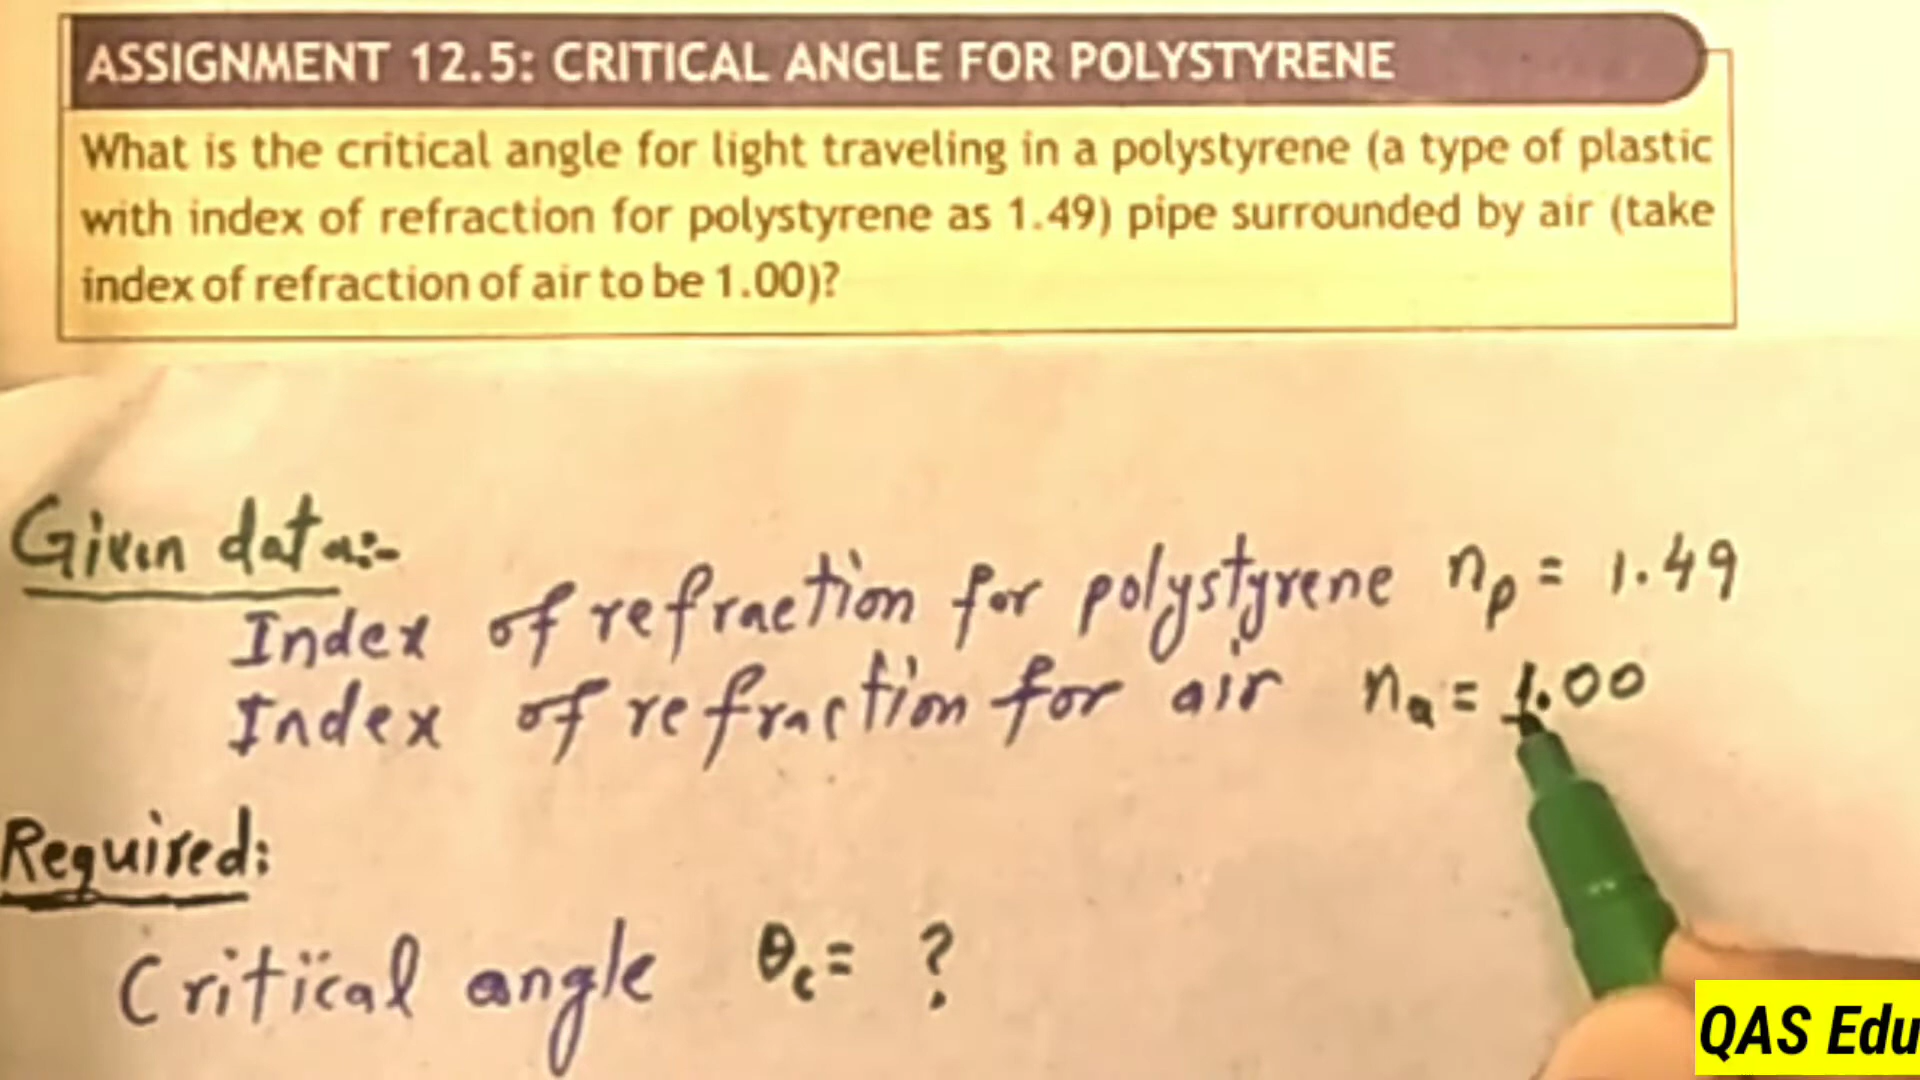 ASSIGNMENT 12.5: CRITICAL ANGLE FOR POLYSTYRENE
What is the critical angle for light traveling in a polystyrene (a type of plastic
with index of refraction for polystyrene as 1.49) pipe surrounded by air (take
index of refraction of air to be 1.00)?
Given data:-
Index of refraction for polystyrene nₚ = 1.49
Index of refraction for air nₐ = 1.00
Required:
Critical angle θc = ?
QAS Edu